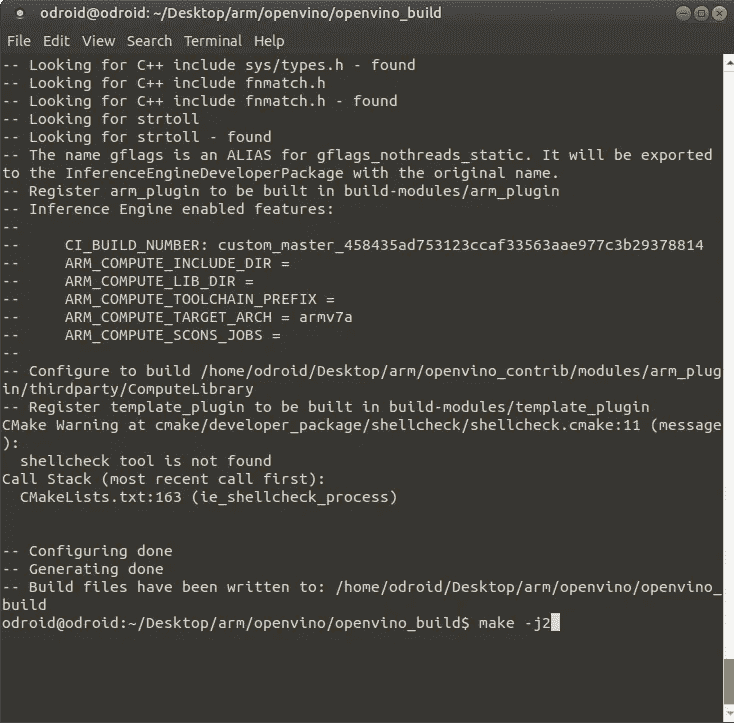 odroid@odroid: ~/Desktop/arm/openvino/openvino_build
File Edit View Search Terminal Help
-- Looking for C++ include sys/types.h - found
-- Looking for C++ include fnmatch.h
-- Looking for C++ include fnmatch.h - found
-- Looking for strtoll
-- Looking for strtoll - found
-- The name gflags is an ALIAS for gflags_nothreads_static. It will be exported
to the InferenceEngineDeveloperPackage with the original name.
-- Register arm_plugin to be built in build-modules/arm_plugin
-- Inference Engine enabled features:
--
--     CI_BUILD_NUMBER: custom_master_458435ad753123ccaf33563aae977c3b29378814
--     ARM_COMPUTE_INCLUDE_DIR =
--     ARM_COMPUTE_LIB_DIR =
--     ARM_COMPUTE_TOOLCHAIN_PREFIX =
--     ARM_COMPUTE_TARGET_ARCH = armv7a
--     ARM_COMPUTE_SCONS_JOBS =
--
-- Configure to build /home/odroid/Desktop/arm/openvino_contrib/modules/arm_plug
in/thirdparty/ComputeLibrary
-- Register template_plugin to be built in build-modules/template_plugin
CMake Warning at cmake/developer_package/shellcheck/shellcheck.cmake:11 (message
):
  shellcheck tool is not found
Call Stack (most recent call first):
  CMakeLists.txt:163 (ie_shellcheck_process)
-- Configuring done
-- Generating done
-- Build files have been written to: /home/odroid/Desktop/arm/openvino/openvino_
build
odroid@odroid:~/Desktop/arm/openvino/openvino_build$ make -j2